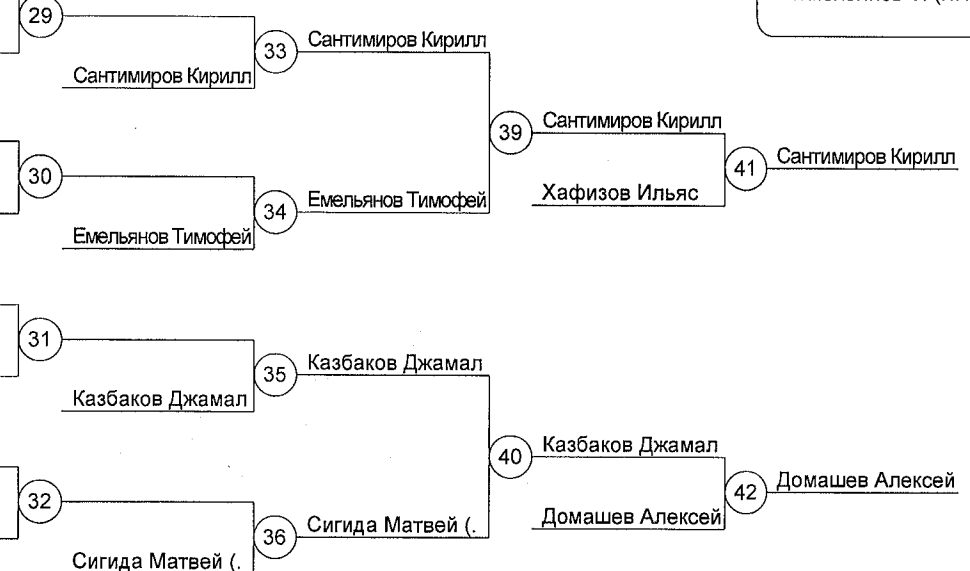 29
Сантимиров Кирилл
33
Сантимиров Кирилл
30
Емельянов Тимофей
34
Емельянов Тимофей
39
Сантимиров Кирилл
Хафизов Ильяс
41
Сантимиров Кирилл
31
Казбаков Джамал
35
Казбаков Джамал
32
Сигида Матвей (.
36
Сигида Матвей (.
40
Казбаков Джамал
Домашев Алексей
42
Домашев Алексей